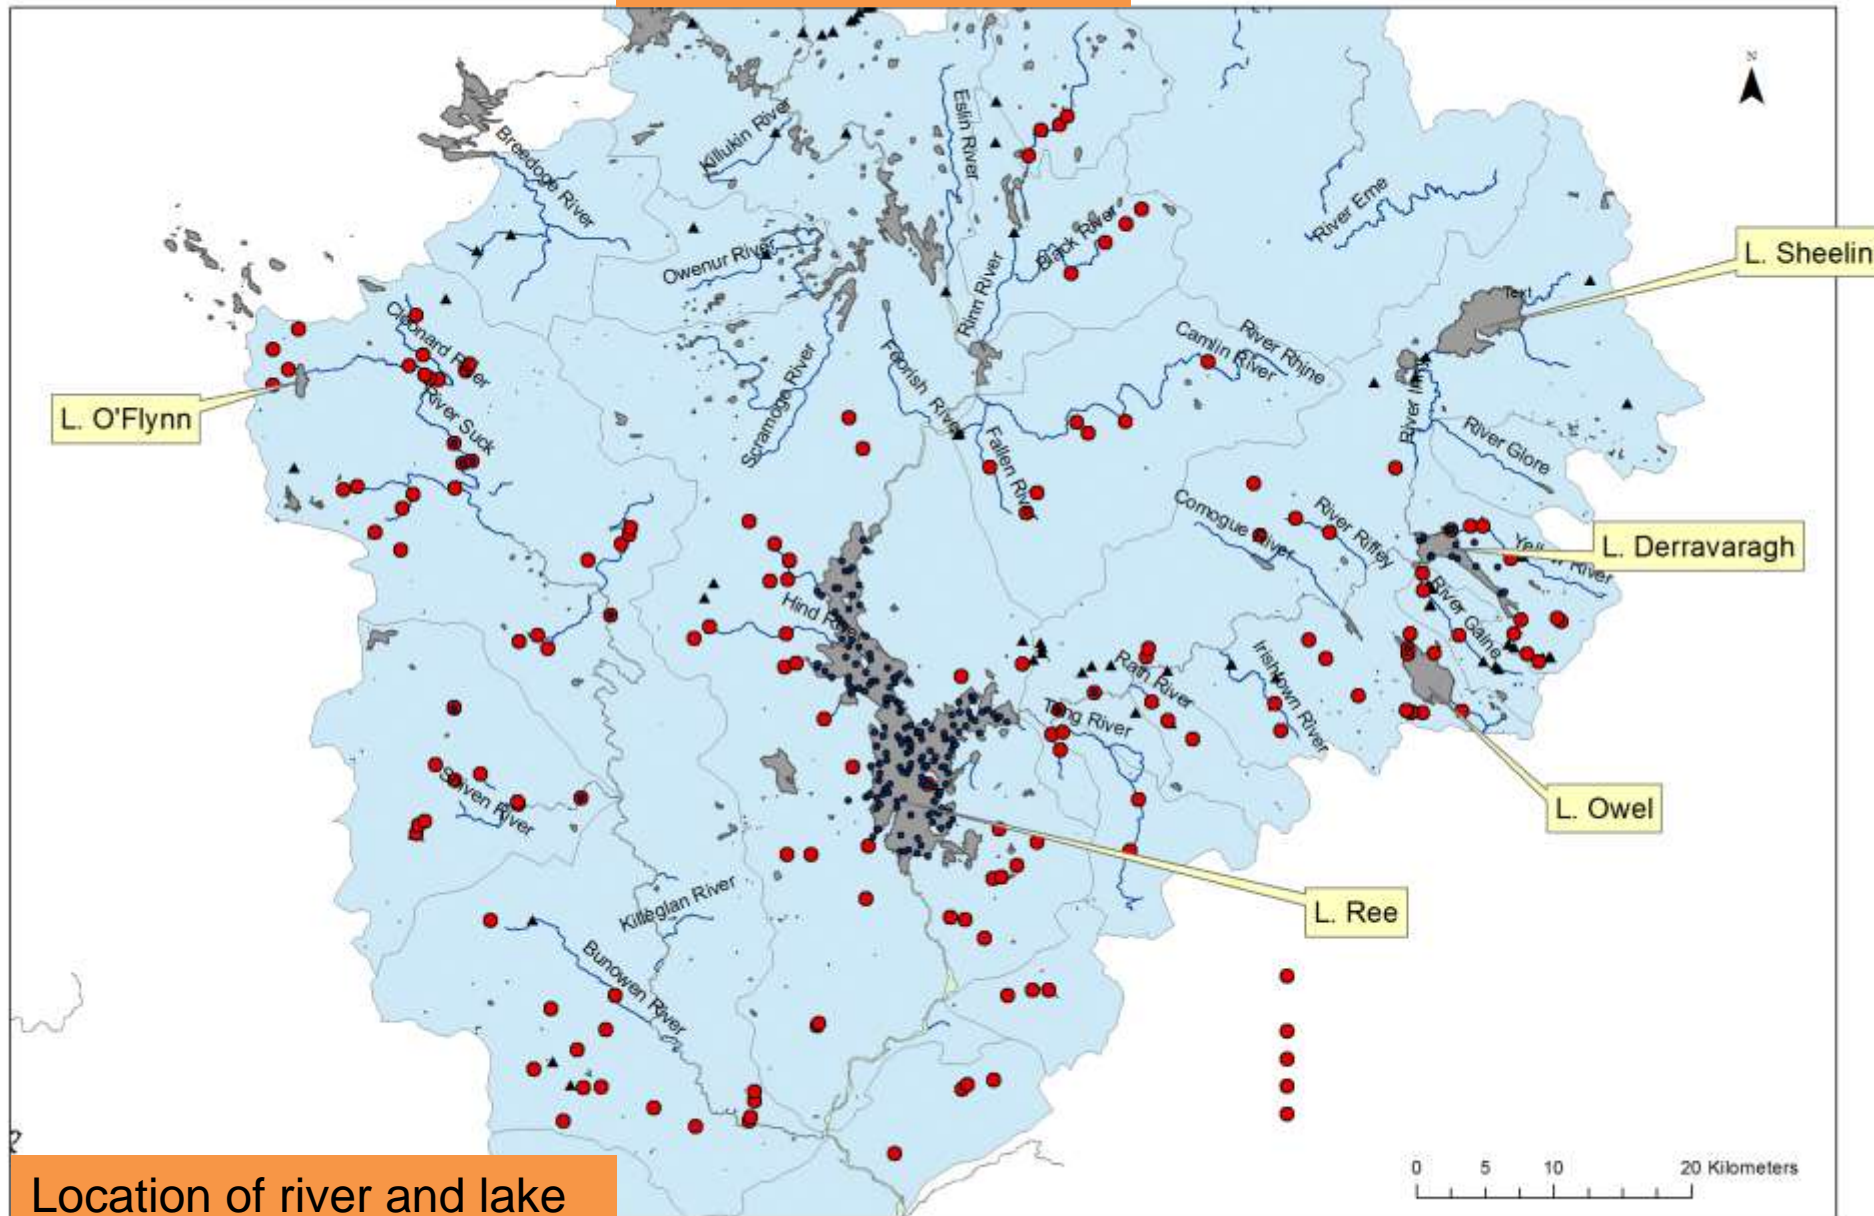 N
Eslin River
Killukin River
Breedoge River
River Erne
Black River
L. Sheelin
Owenur River
Rinn River
Text
Cloonard River
Camlin River
River Rhine
Feorish River
Scramoge River
L. O'Flynn
River Suck
River Inny
River Glore
Fallen River
Comogue River
River Riffey
L. Derravaragh
Yellow River
Hind River
River Gaine
Rath River
Irishtown River
Tang River
Shiven River
L. Owel
Killeglan River
L. Ree
Bunowen River
0 5 10 20 Kilometers
Location of river and lake